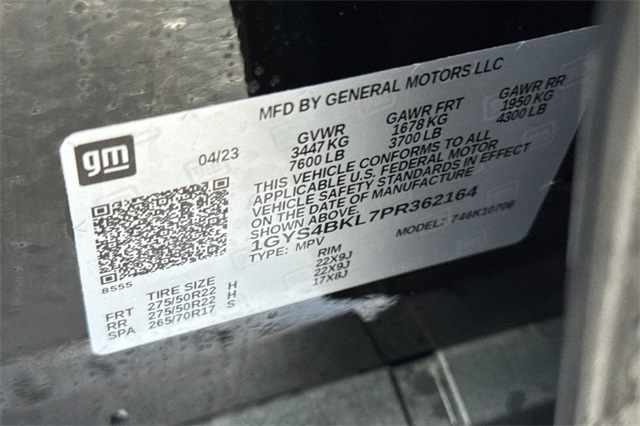 MFD BY GENERAL MOTORS LLC
gm
04/23
GVWR GAWR FRT GAWR RR
3447 KG 1678 KG 1950 KG
7600 LB 3700 LB 4300 LB
THIS VEHICLE CONFORMS TO ALL
APPLICABLE U.S. FEDERAL MOTOR
VEHICLE SAFETY STANDARDS IN EFFECT
ON THE DATE OF MANUFACTURE
SHOWN ABOVE.
1GYS4BKL7PR362164
TYPE: MPV MODEL: 746K10706
8555
TIRE SIZE RIM
FRT 275/50R22 H 22X9J
RR 275/50R22 H 22X9J
SPA 265/70R17 S 17X8J